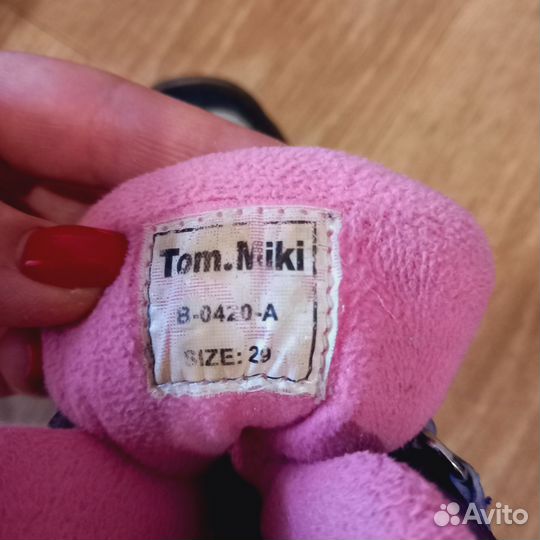 Tom.Miki
B-0420-A
SIZE: 29
Avito